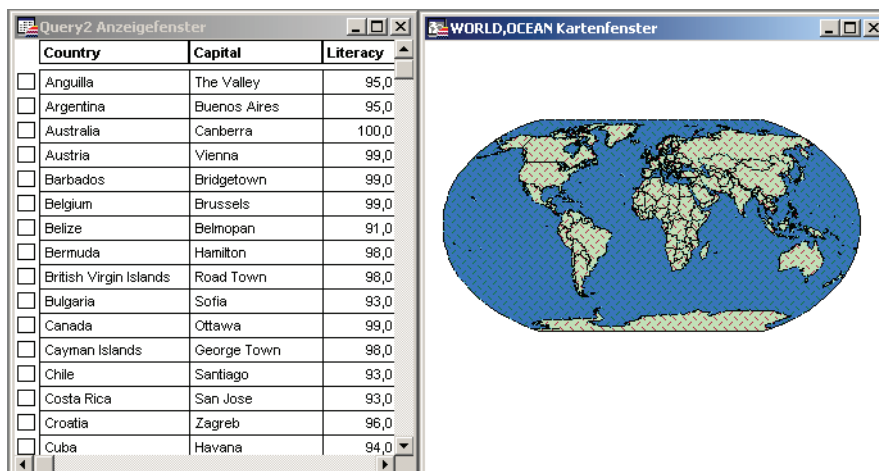 Query2 Anzeigefenster
Country Capital Literacy
Anguilla The Valley 95,0
Argentina Buenos Aires 95,0
Australia Canberra 100,0
Austria Vienna 99,0
Barbados Bridgetown 99,0
Belgium Brussels 99,0
Belize Belmopan 91,0
Bermuda Hamilton 98,0
British Virgin Islands Road Town 98,0
Bulgaria Sofia 93,0
Canada Ottawa 99,0
Cayman Islands George Town 98,0
Chile Santiago 93,0
Costa Rica San Jose 93,0
Croatia Zagreb 96,0
Cuba Havana 94,0
WORLD,OCEAN Kartenfenster